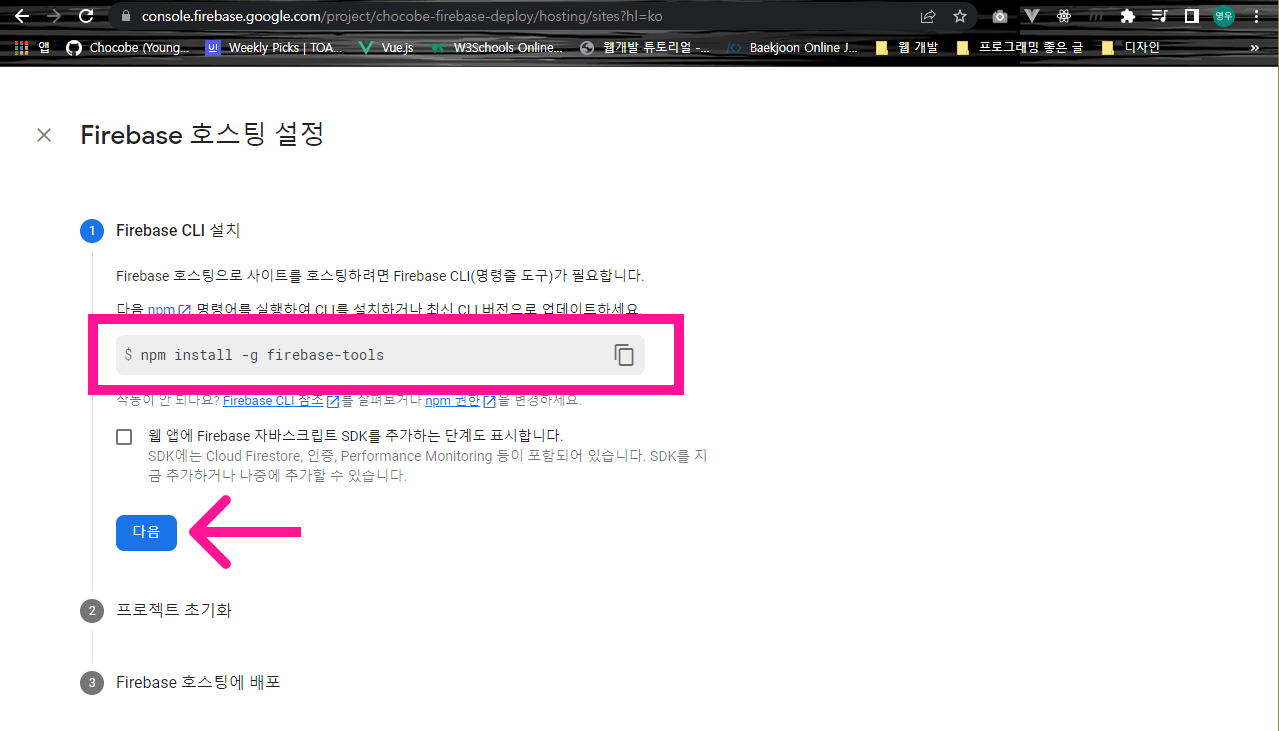 console.firebase.google.com/project/chocobe-firebase-deploy/hosting/sites?hl=ko
영우
앱 Chocobe (Young... UI Weekly Picks | TOA... Vue.js W3Schools Online... 웹개발 튜토리얼 -... Baekjoon Online J... 웹 개발 프로그래밍 좋은 글 디자인 »
Firebase 호스팅 설정
1 Firebase CLI 설치
Firebase 호스팅으로 사이트를 호스팅하려면 Firebase CLI(명령줄 도구)가 필요합니다.
다음 npm 명령어를 실행하여 CLI를 설치하거나 최신 CLI 버전으로 업데이트하세요
$ npm install -g firebase-tools
작동이 안 되나요? Firebase CLI 참조를 살펴보거나 npm 권한을 변경하세요.
웹 앱에 Firebase 자바스크립트 SDK를 추가하는 단계도 표시합니다.
SDK에는 Cloud Firestore, 인증, Performance Monitoring 등이 포함되어 있습니다. SDK를 지
금 추가하거나 나중에 추가할 수 있습니다.
다음
2 프로젝트 초기화
3 Firebase 호스팅에 배포